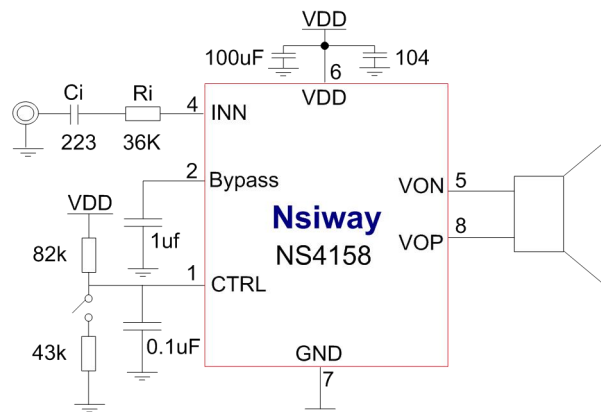 VDD
100uF
104
6
VDD
Ci
Ri
4
INN
223
36K
2
Bypass
VON
5
VDD
1uf
Nsiway
NS4158
VOP
8
82k
1
CTRL
43k
0.1uF
GND
7